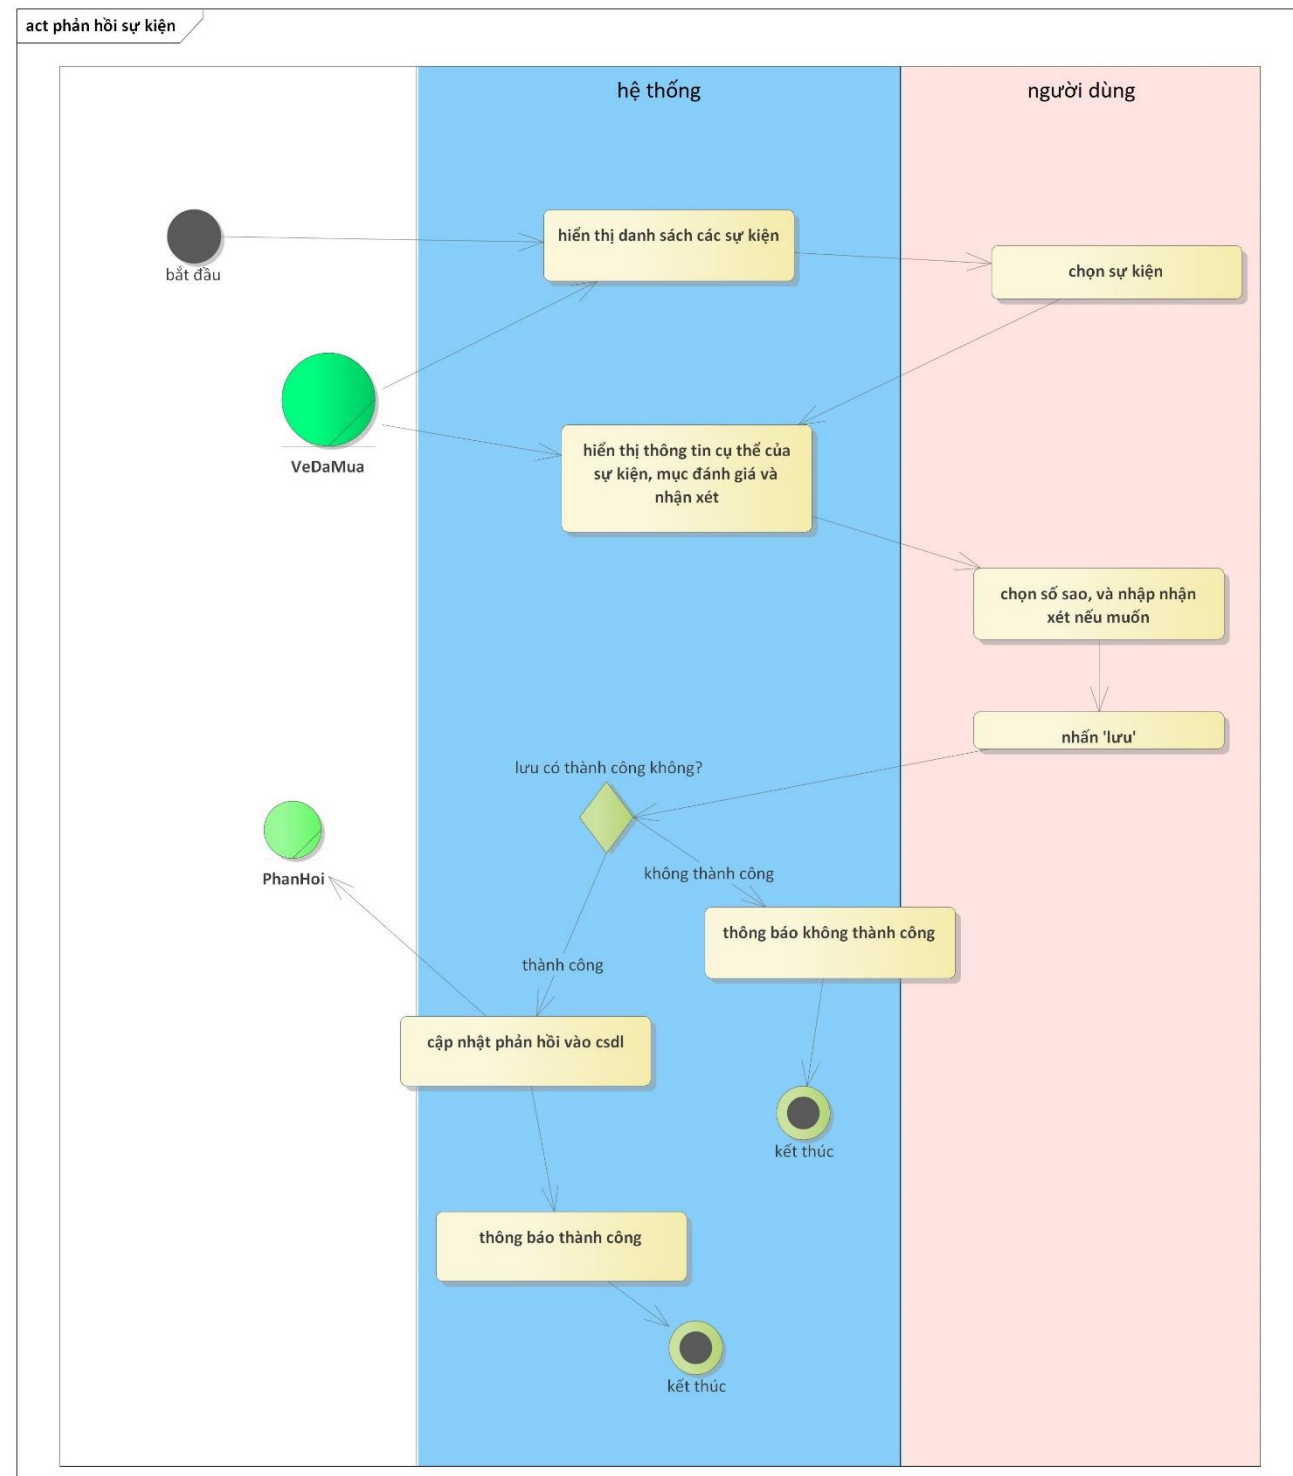 act phản hồi sự kiện
hệ thống
người dùng
hiển thị danh sách các sự kiện
chọn sự kiện
bắt đầu
hiển thị thông tin cụ thể của
sự kiện, mục đánh giá và
nhận xét
VeDaMua
chọn số sao, và nhập nhận
xét nếu muốn
nhấn 'lưu'
lưu có thành công không?
không thành công
PhanHoi
thông báo không thành công
thành công
cập nhật phản hồi vào csdl
kết thúc
thông báo thành công
kết thúc